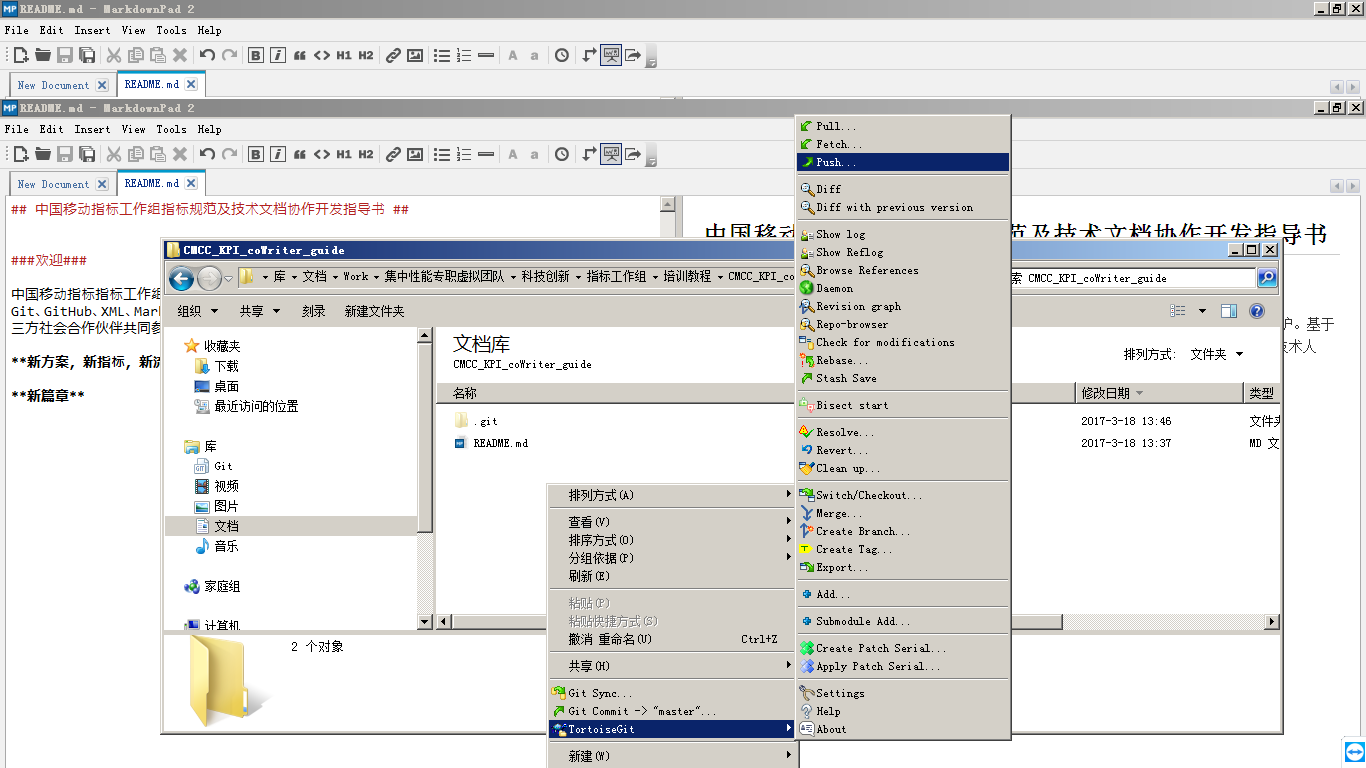 README.md - MarkdownPad 2
File Edit Insert View Tools Help
B i H1 H2 A a
New Document README.md
README.md - MarkdownPad 2
File Edit Insert View Tools Help
B i H1 H2 A a
New Document README.md
## 中国移动指标工作组指标规范及技术文档协作开发指导书 ##
###欢迎###
中国移动指标指标工作组
Git、GitHub、XML、Mar
三方社会合作伙伴共同参
**新方案，新指标，新流
**新篇章**
中国移动
范及技术文档协作开发指导书
护。基于
技术人
CMCC_KPI_coWriter_guide
库 文档 Work 集中性能专职虚拟团队 科技创新 指标工作组 培训教程 CMCC_KPI_co
索 CMCC_KPI_coWriter_guide
组织 共享 刻录 新建文件夹
收藏夹
下载
桌面
最近访问的位置
库
Git
视频
图片
文档
音乐
家庭组
计算机
文档库
CMCC_KPI_coWriter_guide
排列方式: 文件夹
名称 修改日期 类型
.git 2017-3-18 13:46 文件夹
README.md 2017-3-18 13:37 MD 文
2 个对象
排列方式(A)
查看(V)
排序方式(O)
分组依据(P)
刷新(E)
粘贴(P)
粘贴快捷方式(S)
撤消 重命名(U) Ctrl+Z
共享(H)
Git Sync...
Git Commit -> "master"...
TortoiseGit
新建(W)
Pull...
Fetch...
Push...
Diff
Diff with previous version
Show log
Show Reflog
Browse References
Daemon
Revision graph
Repo-browser
Check for modifications
Rebase...
Stash Save
Bisect start
Resolve...
Revert...
Clean up...
Switch/Checkout...
Merge...
Create Branch...
Create Tag...
Export...
Add...
Submodule Add...
Create Patch Serial...
Apply Patch Serial...
Settings
Help
About